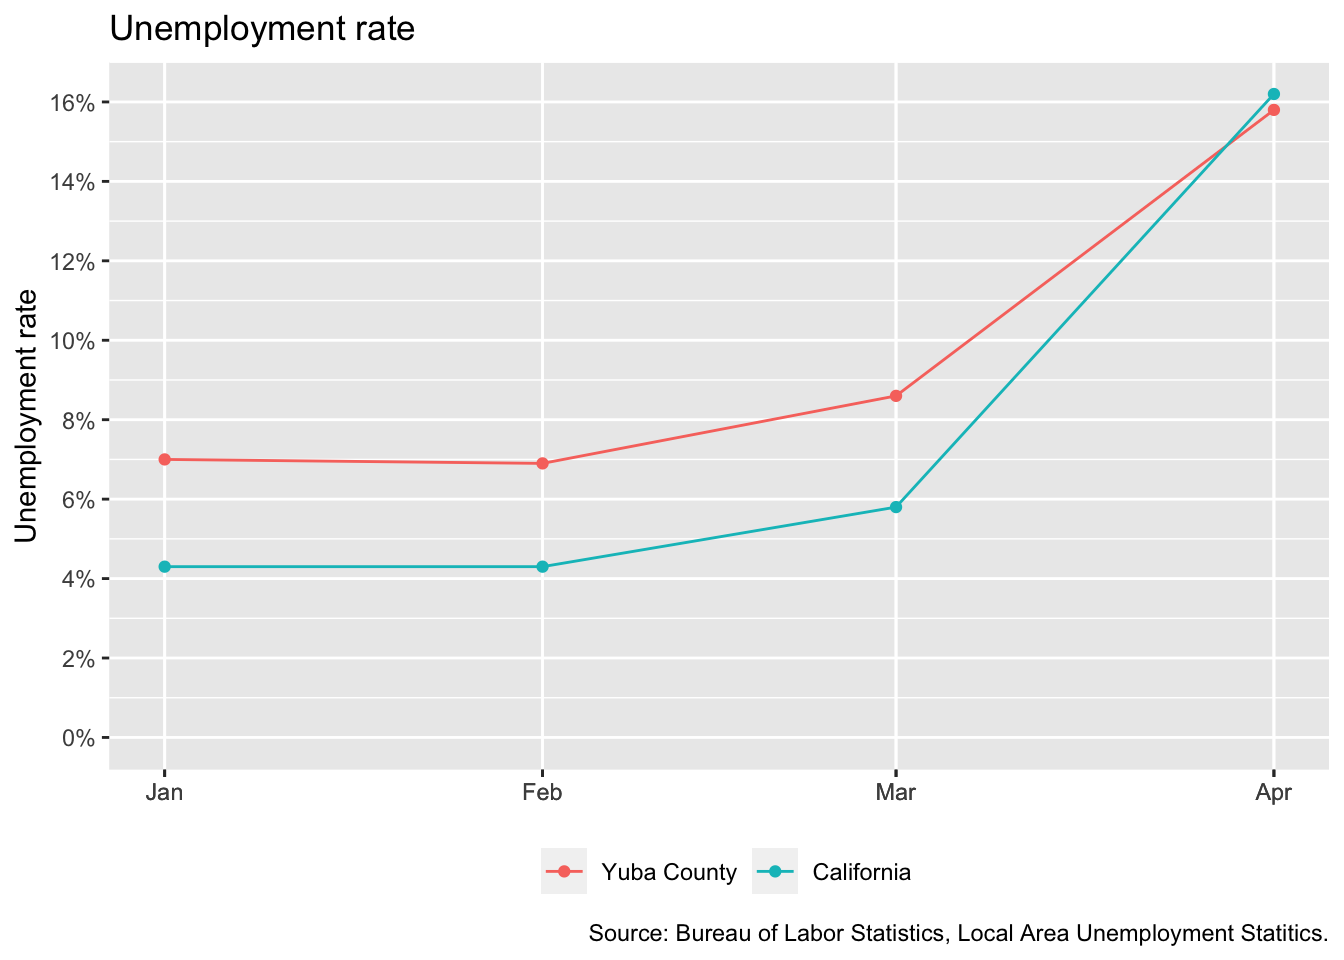 Unemployment rate
Unemployment rate
16%
14%
12%
10%
8%
6%
4%
2%
0%
Jan Feb Mar Apr
Yuba County California
Source: Bureau of Labor Statistics, Local Area Unemployment Statitics.